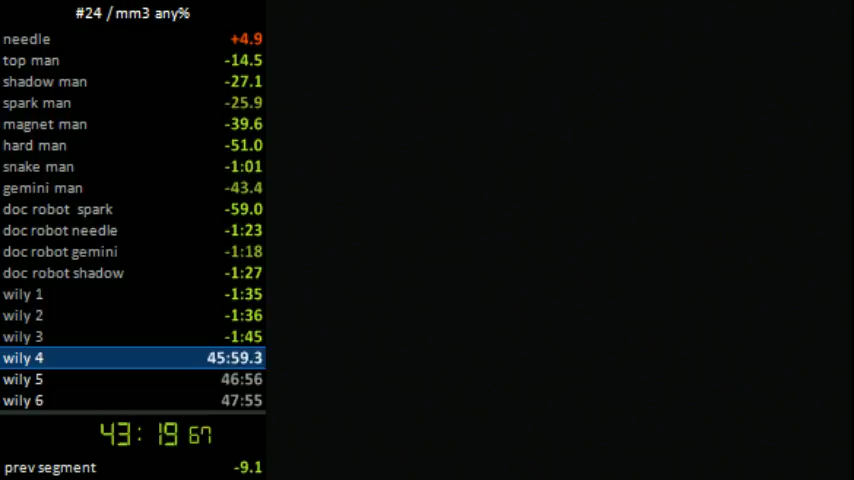 #24 / mm3 any%
needle +4.9
top man -14.5
shadow man -27.1
spark man -25.9
magnet man -39.6
hard man -51.0
snake man -1:01
gemini man -43.4
doc robot spark -59.0
doc robot needle -1:23
doc robot gemini -1:18
doc robot shadow -1:27
wily 1 -1:35
wily 2 -1:36
wily 3 -1:45
wily 4 45:59.3
wily 5 46:56
wily 6 47:55
43:19 67
prev segment -9.1